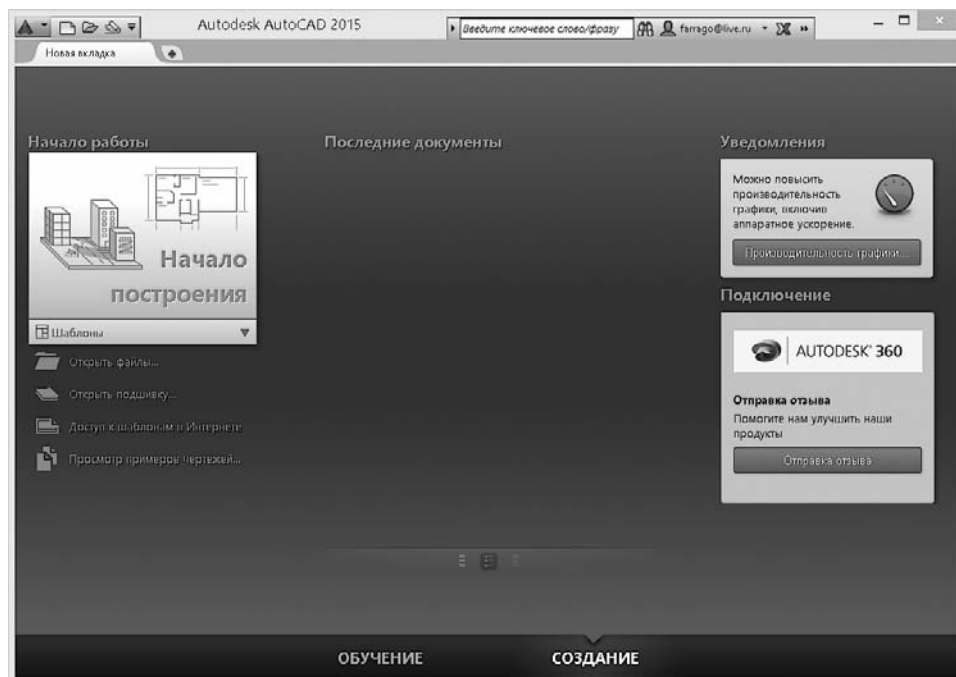 Autodesk AutoCAD 2015
Введите ключевое слово/фразу
farrago@live.ru
Новая вкладка
Начало работы
Начало
построения
Шаблоны
Открыть файлы...
Открыть подшивку...
Доступ к шаблонам в Интернете
Просмотр примеров чертежей...
Последние документы
Уведомления
Можно повысить
производительность
графики, включив
аппаратное ускорение.
Производительность графики...
Подключение
AUTODESK® 360
Отправка отзыва
Помогите нам улучшить наши
продукты
Отправка отзыва
ОБУЧЕНИЕ
СОЗДАНИЕ